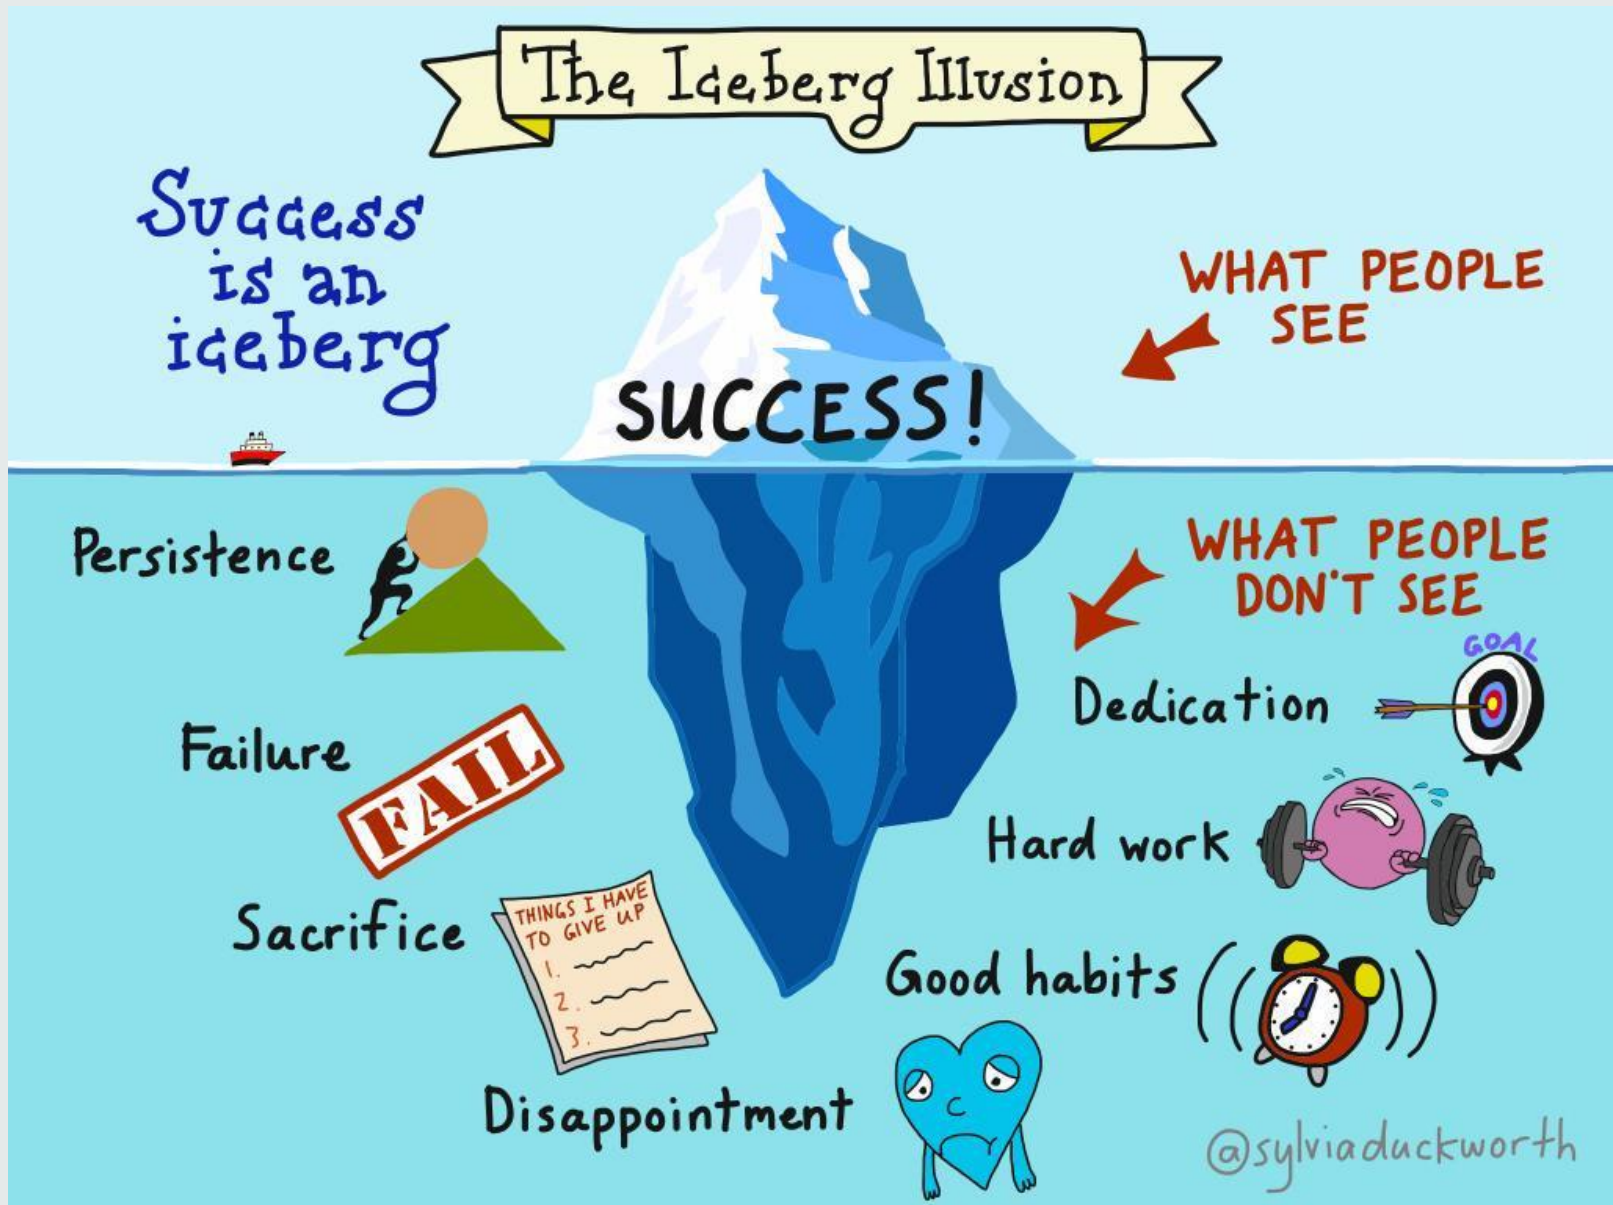 The Iceberg Illusion
Success
is an
iceberg
WHAT PEOPLE
SEE
SUCCESS!
Persistence
WHAT PEOPLE
DON'T SEE
GOAL
Dedication
Failure
FAIL
Hard work
Sacrifice
THINGS I HAVE
TO GIVE UP
1.
2.
3.
Good habits
Disappointment
@sylviaduckworth